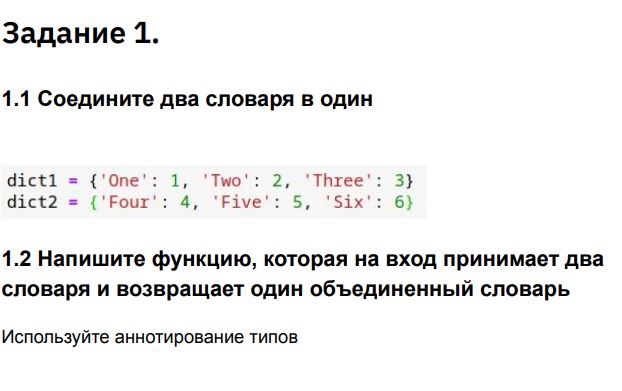 Задание 1.
1.1 Соедините два словаря в один
dict1 = {'One': 1, 'Two': 2, 'Three': 3}
dict2 = {'Four': 4, 'Five': 5, 'Six': 6}
1.2 Напишите функцию, которая на вход принимает два
словаря и возвращает один объединенный словарь
Используйте аннотирование типов